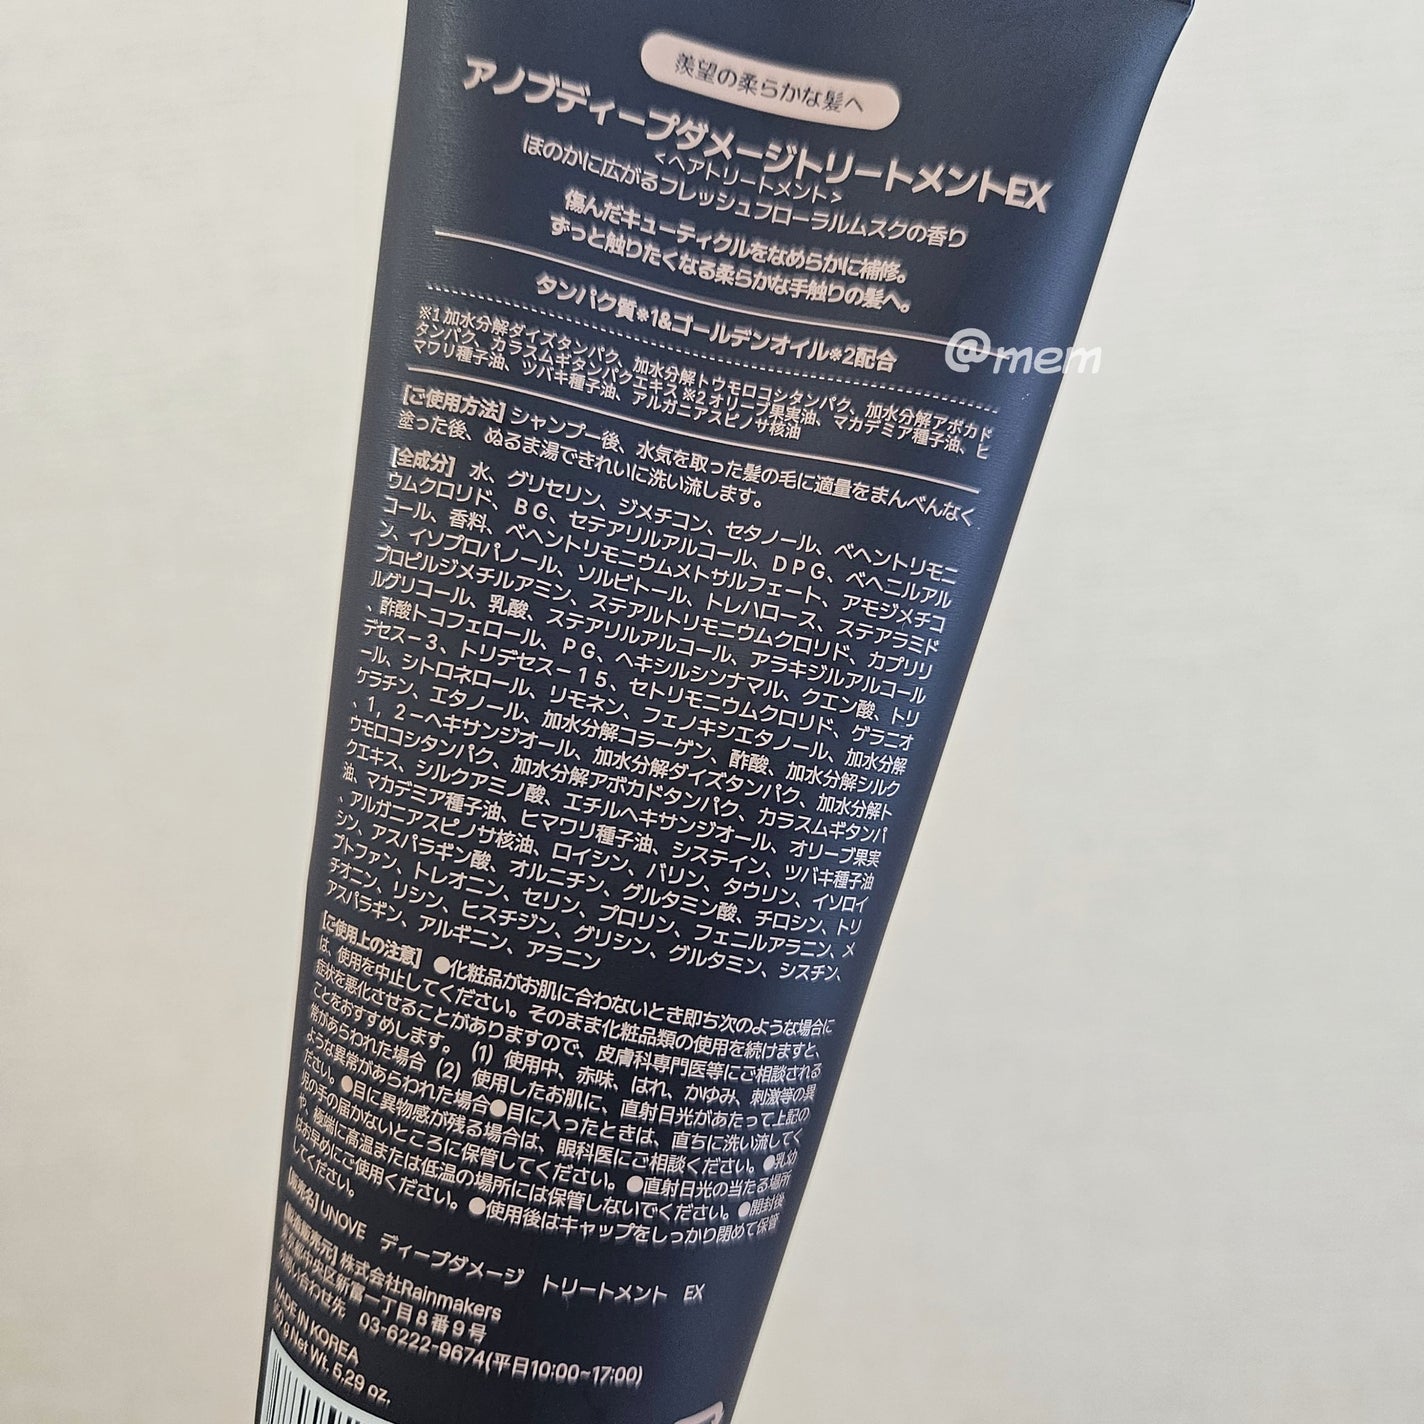 羨望の柔らかな髪へ
アノブディープダメージトリートメントEX
<ヘアトリートメント>
ほのかに広がるフレッシュフローラルムスクの香り
傷んだキューティクルをなめらかに補修。
ずっと触りたくなる柔らかな手触りの髪へ。
タンパク質※1&ゴールデンオイル※2配合
@mem
※1 加水分解ダイズタンパク、加水分解トウモロコシタンパク、加水分解アボカド
タンパク、カラスムギタンパクエキス ※2 オリーブ果実油、マカデミア種子油、ヒ
マワリ種子油、ツバキ種子油、アルガニアスピノサ核油
[ご使用方法] シャンプー後、水気を取った髪の毛に適量をまんべんなく
塗った後、ぬるま湯できれいに洗い流します。
[全成分] 水、グリセリン、ジメチコン、セタノール、ベヘントリモニ
ウムクロリド、BG、セテアリルアルコール、DPG、ベヘニルアル
コール、香料、ベヘントリモニウムメトサルフェート、アモジメチコ
ン、イソプロパノール、ソルビトール、トレハロース、ステアラミド
プロピルジメチルアミン、ステアルトリモニウムクロリド、カプリリ
ルグリコール、乳酸、ステアリルアルコール、アラキジルアルコール
、酢酸トコフェロール、PG、ヘキシルシンナマル、クエン酸、トリ
デセス-3、トリデセス-15、セトリモニウムクロリド、ゲラニオ
ール、シトロネロール、リモネン、フェノキシエタノール、加水分解
ケラチン、エタノール、加水分解コラーゲン、酢酸、加水分解シルク
、1，2-ヘキサンジオール、加水分解ダイズタンパク、加水分解ト
ウモロコシタンパク、加水分解アボカドタンパク、カラスムギタンパ
クエキス、シルクアミノ酸、エチルヘキサンジオール、オリーブ果実
油、マカデミア種子油、ヒマワリ種子油、システイン、ツバキ種子油
、アルガニアスピノサ核油、ロイシン、バリン、タウリン、イソロイ
シン、アスパラギン酸、オルニチン、グルタミン酸、チロシン、トリ
プトファン、トレオニン、セリン、プロリン、フェニルアラニン、メ
チオニン、リシン、ヒスチジン、グリシン、グルタミン、シスチン、
アスパラギン、アルギニン、アラニン
[ご使用上の注意] ●化粧品がお肌に合わないとき即ち次のような場合に
は、使用を中止してください。そのまま化粧品類の使用を続けますと、
症状を悪化させることがありますので、皮膚科専門医等にご相談される
ことをおすすめします。 (1) 使用中、赤味、はれ、かゆみ、刺激等の異
常があらわれた場合 (2) 使用したお肌に、直射日光があたって上記の
ような異常があらわれた場合●目に入ったときは、直ちに洗い流してく
ださい。●目に異物感が残る場合は、眼科医にご相談ください。●乳幼
児の手の届かないところに保管してください。●直射日光の当たる場所
や、極端に高温または低温の場所には保管しないでください。●開封後
はお早めにご使用ください。●使用後はキャップをしっかり閉めて保管
してください。
[販売名] UNOVE ディープダメージ トリートメント EX
[製造販売元] 株式会社Rainmakers
都中央区新富一丁目8番9号
お問い合わせ先 03-6222-9674(平日10:00~17:00)
MADE IN KOREA
g Net Wt. 5.29 oz.